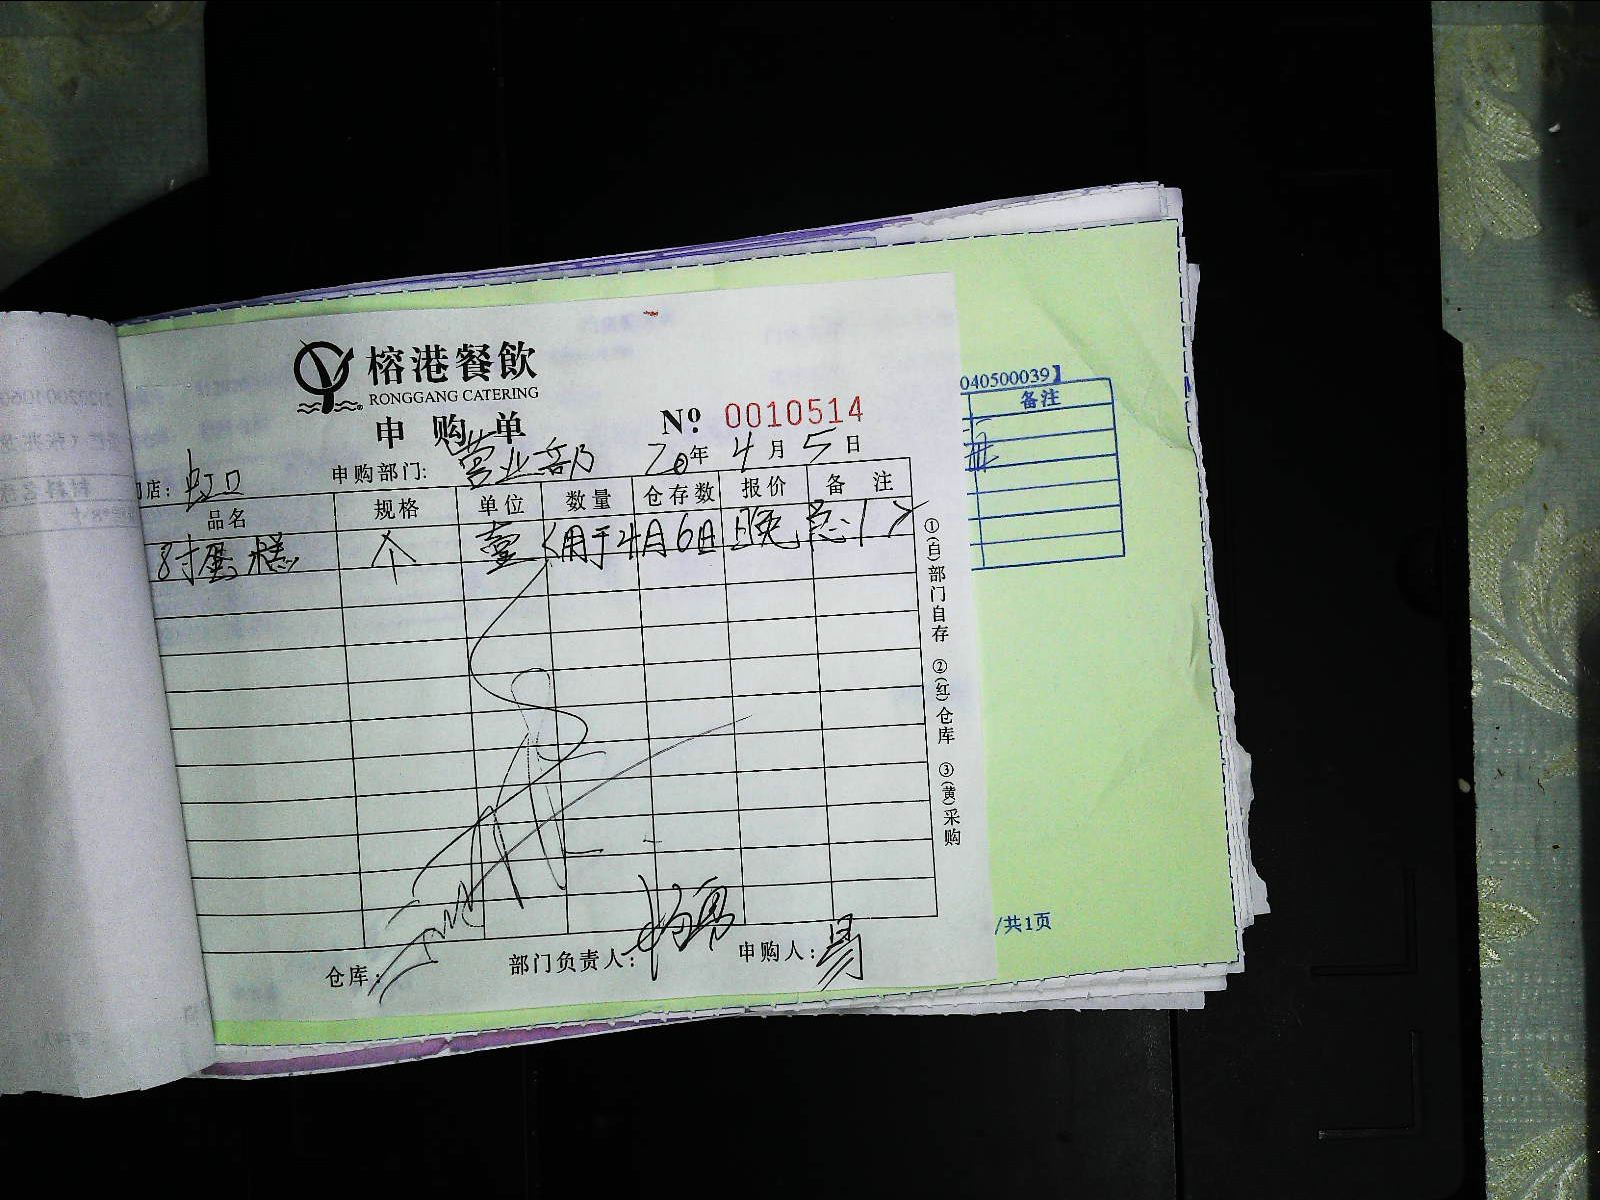 榕港餐飲
RONGGANG CATERING
申购单 Nº 0010514
门店：虹口 申购部门：营业部 20年4月5日
品名 规格 单位 数量 仓存数 报价 备注
8寸蛋糕 个 壹 (用于4月6日晚
①(白)部门自存 ②(红)仓库 ③(黄)采购
仓库： 部门负责人： 申购人：
040500039】
备注
/共1页